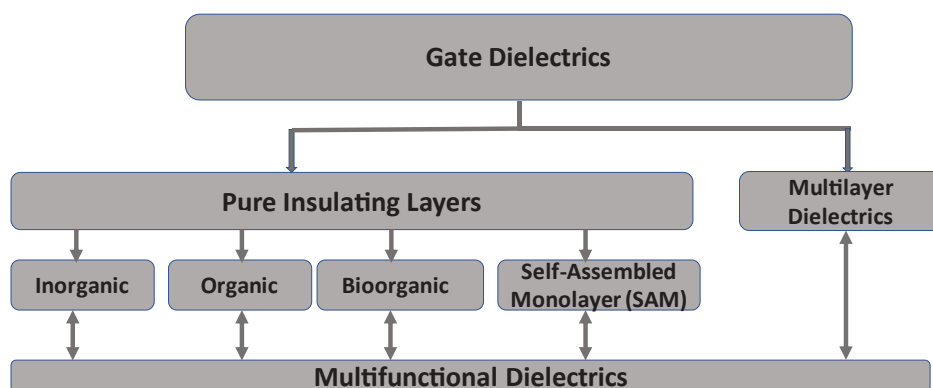 Gate Dielectrics
Pure Insulating Layers
Multilayer
Dielectrics
Inorganic
Organic
Bioorganic
Self-Assembled
Monolayer (SAM)
Multifunctional Dielectrics